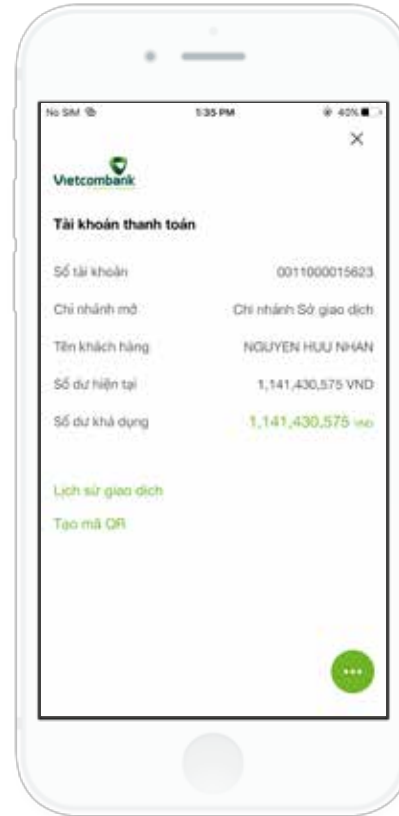 No SIM 1:35 PM 40%
Vietcombank
Tài khoản thanh toán
Số tài khoản 0011000015623
Chi nhánh mở Chi nhánh Sở giao dịch
Tên khách hàng NGUYEN HUU NHAN
Số dư hiện tại 1,141,430,575 VND
Số dư khả dụng 1,141,430,575 VND
Lịch sử giao dịch
Tạo mã QR